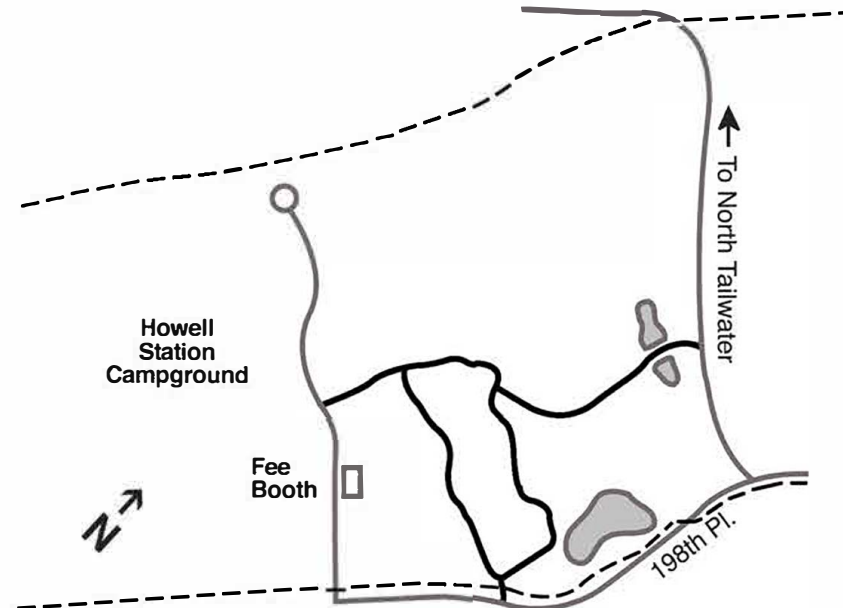 To North Tailwater
Howell
Station
Campground
Fee
Booth
N
198th Pl.